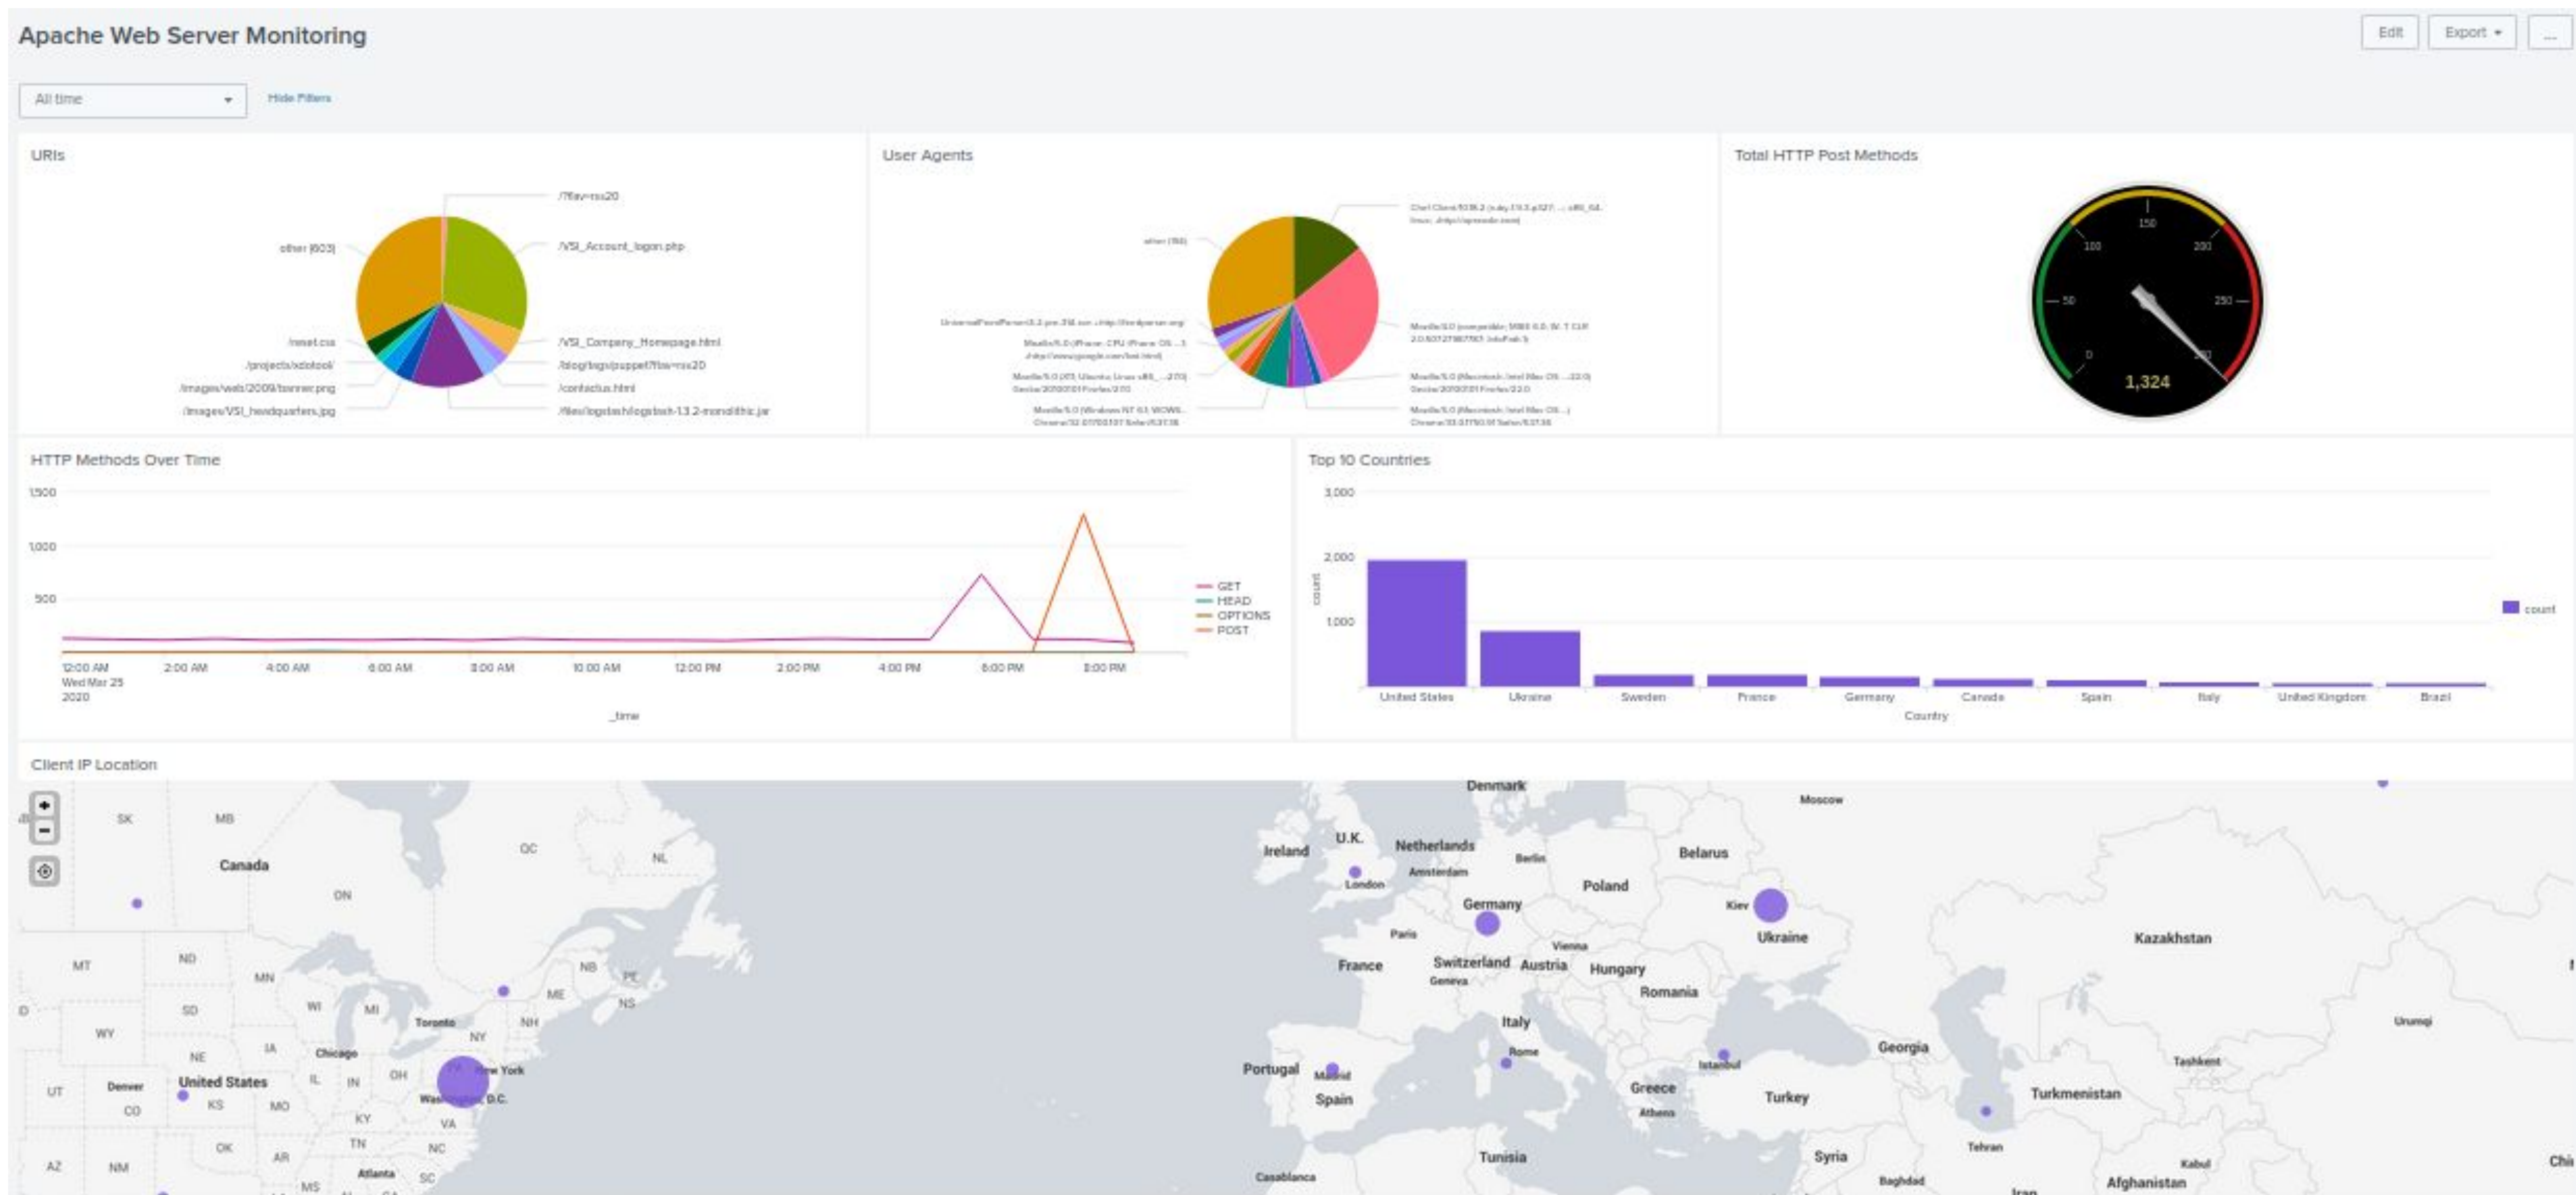 Apache Web Server Monitoring
Edit
Export
...
All time
Hide Filters
URIs
/?flav=rss20
other (603)
/VSI_Account_logon.php
/reset.css
/VSI_Company_Homepage.html
/projects/xdotool/
/blog/tags/puppet?flav=rss20
/images/web/2009/banner.png
/contactus.html
/images/VSI_headquarters.jpg
/files/logstash/logstash-1.3.2-monolithic.jar
User Agents
Total HTTP Post Methods
0
50
100
150
200
250
1,324
HTTP Methods Over Time
1,500
1,000
500
12:00 AM
Wed Mar 25
2020
2:00 AM
4:00 AM
6:00 AM
8:00 AM
10:00 AM
12:00 PM
2:00 PM
4:00 PM
6:00 PM
8:00 PM
_time
GET
HEAD
OPTIONS
POST
Top 10 Countries
3,000
2,000
1,000
count
United States
Ukraine
Sweden
France
Germany
Canada
Spain
Italy
United Kingdom
Brazil
Country
count
Client IP Location
+
−
SK
MB
Canada
ON
QC
NL
MT
ND
MN
NB
PE
ME
NS
SD
WI
MI
Toronto
NH
NY
WY
IA
Chicago
NE
New York
UT
Denver
United States
IL
IN
OH
CO
KS
MO
KY
Washington, D.C.
VA
OK
TN
NC
AZ
NM
AR
Atlanta
SC
MS
Denmark
Moscow
U.K.
Ireland
Netherlands
Amsterdam
Berlin
Belarus
London
Poland
Germany
Kiev
Ukraine
Paris
Vienna
Kazakhstan
France
Switzerland
Austria
Hungary
Geneva
Romania
Italy
Rome
Urumqi
Georgia
Istanbul
Tashkent
Portugal
Madrid
Spain
Greece
Athens
Turkey
Turkmenistan
Tunisia
Syria
Tehran
Kabul
Casablanca
Baghdad
Iran
Afghanistan